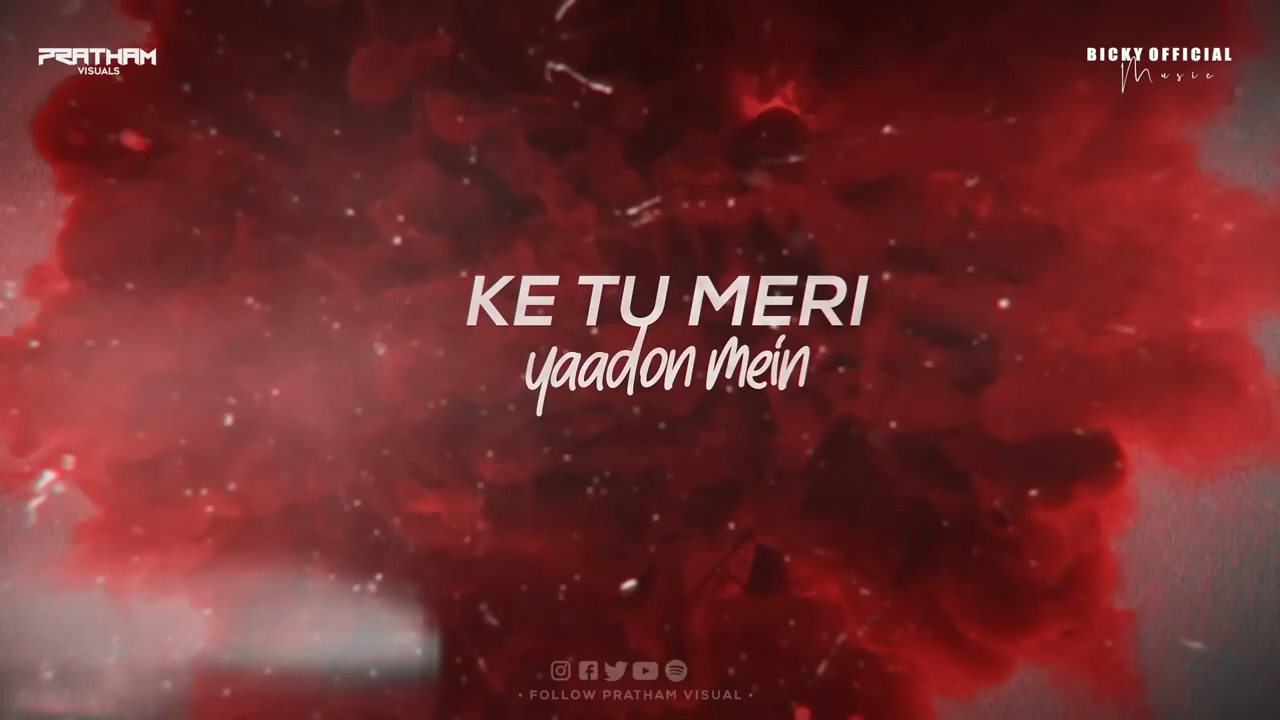 PRATHAM
VISUALS
BICKY OFFICIAL
Music
KE TU MERI
yaadon mein
• FOLLOW PRATHAM VISUAL •